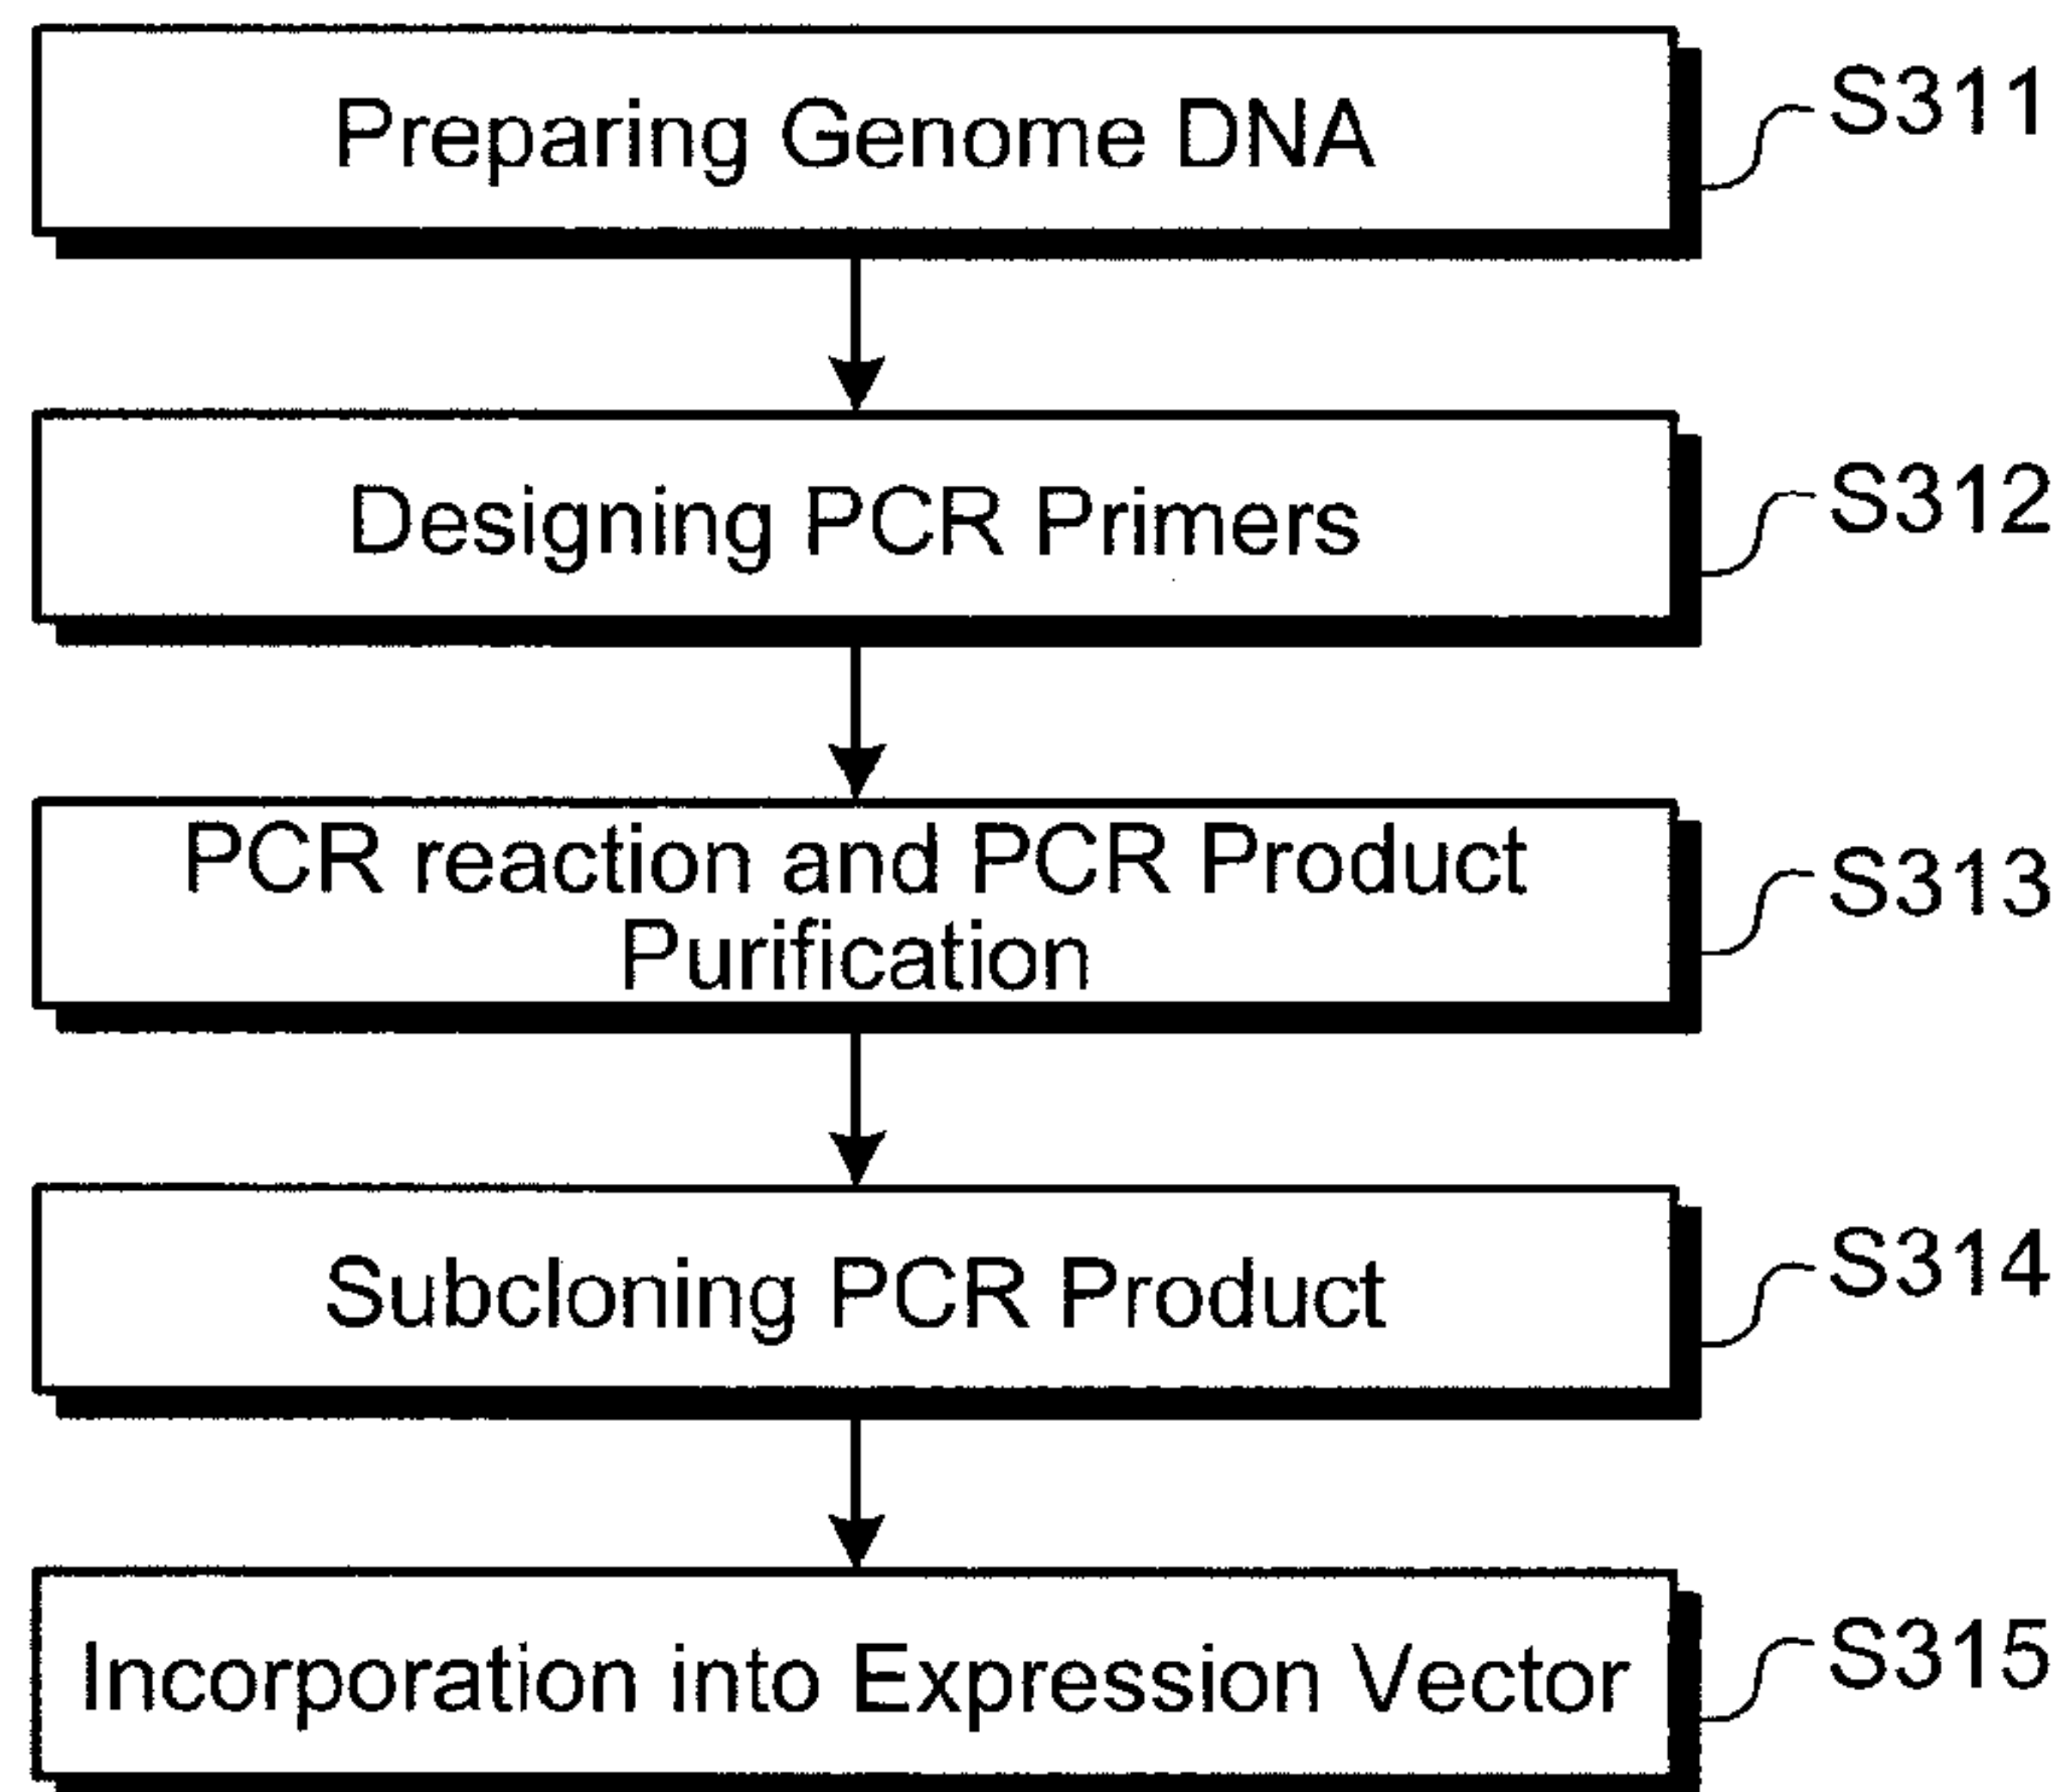 Preparing Genome DNA
S311
Designing PCR Primers
S312
PCR reaction and PCR Product
Purification
S313
Subcloning PCR Product
S314
Incorporation into Expression Vector
S315